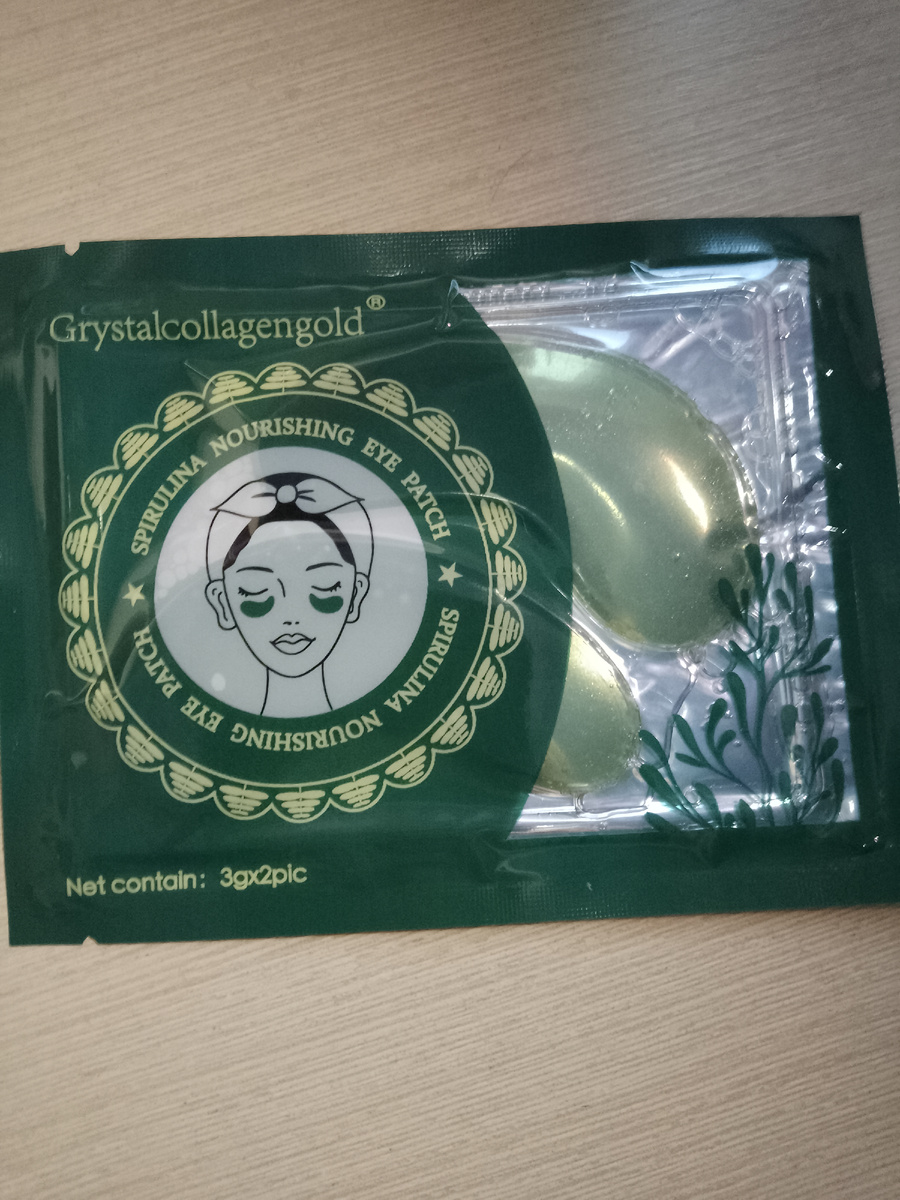 Grystalcollagengold®
SPIRULINA NOURISHING EYE PATCH
SPIRULINA NOURISHING EYE PATCH
Net contain: 3gx2pic